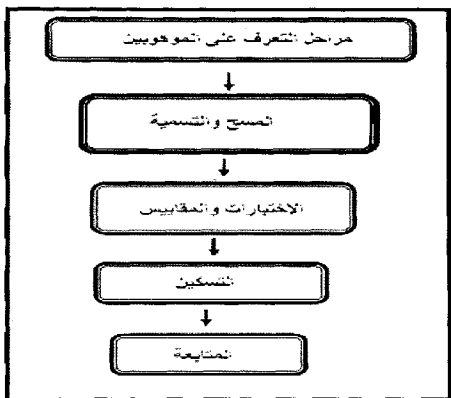 مراحل التعرف على الموهوبين
المسح والتسمية
الاختبارات والمقاييس
التسكين
المتابعة